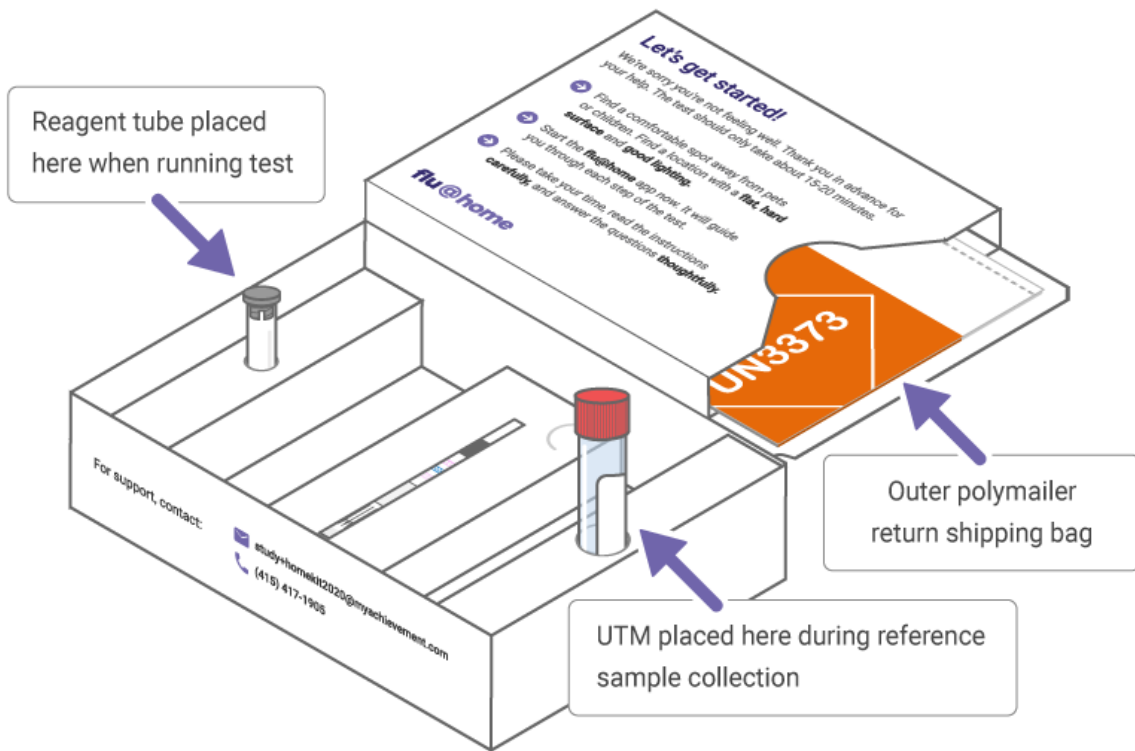 Let's get started!
We're sorry you're not feeling well. Thank you in advance for
your help. The test should only take about 15-20 minutes.
Find a comfortable spot away from pets
or children. Find a location with a flat, hard
surface and good lighting.
Start the flu@home app now. It will guide
you through each step of the test.
Please take your time, read the instructions
carefully, and answer the questions thoughtfully.
flu@home
Reagent tube placed
here when running test
UN3373
Outer polymailer
return shipping bag
For support, contact:
study+homekit2020@myachievement.com
(415) 417-1905
UTM placed here during reference
sample collection